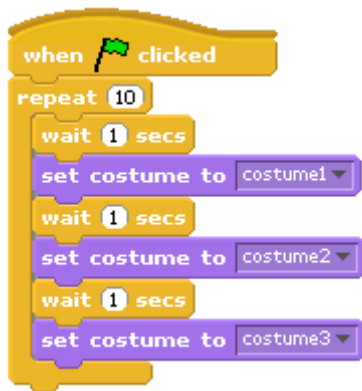 when clicked
repeat 10
wait 1 secs
set costume to costume1
wait 1 secs
set costume to costume2
wait 1 secs
set costume to costume3